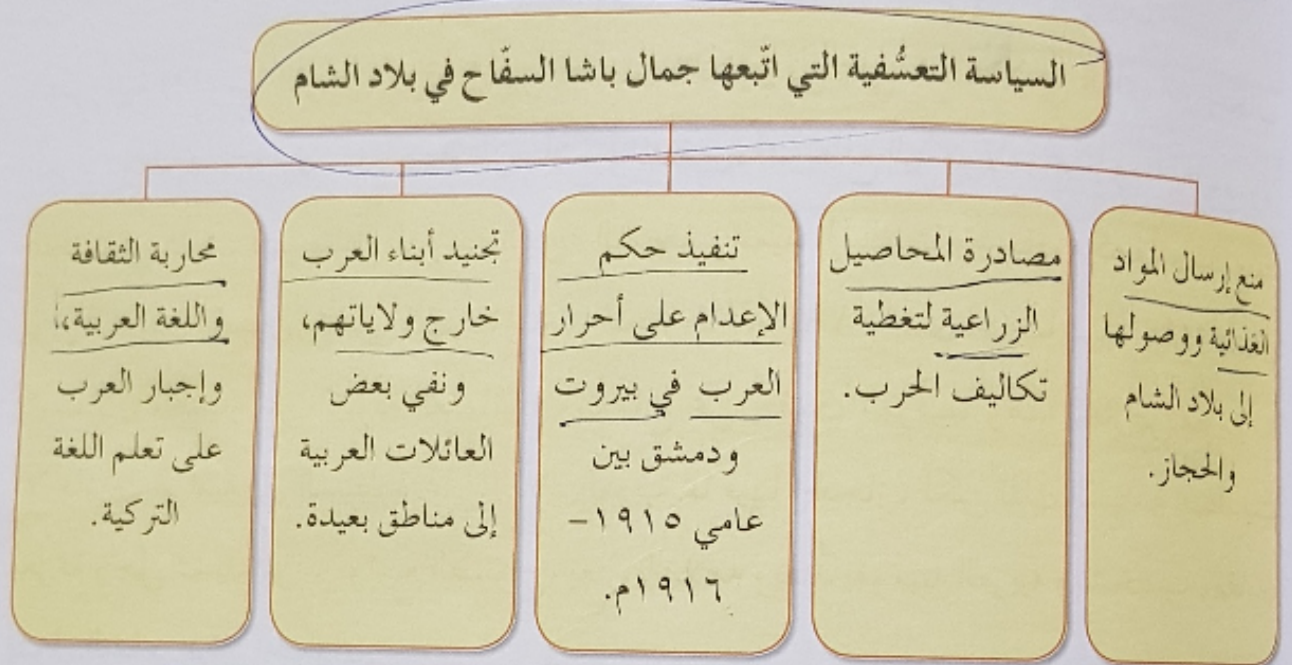 السياسة التعسُّفية التي اتّبعها جمال باشا السفّاح في بلاد الشام
منع إرسال المواد
الغذائية ووصولها
إلى بلاد الشام
والحجاز.
مصادرة المحاصيل
الزراعية لتغطية
تكاليف الحرب.
تنفيذ حكم
الإعدام على أحرار
العرب في بيروت
ودمشق بين
عامي ١٩١٥-
١٩١٦م.
تجنيد أبناء العرب
خارج ولاياتهم،
ونفي بعض
العائلات العربية
إلى مناطق بعيدة.
محاربة الثقافة
واللغة العربية،
وإجبار العرب
على تعلم اللغة
التركية.